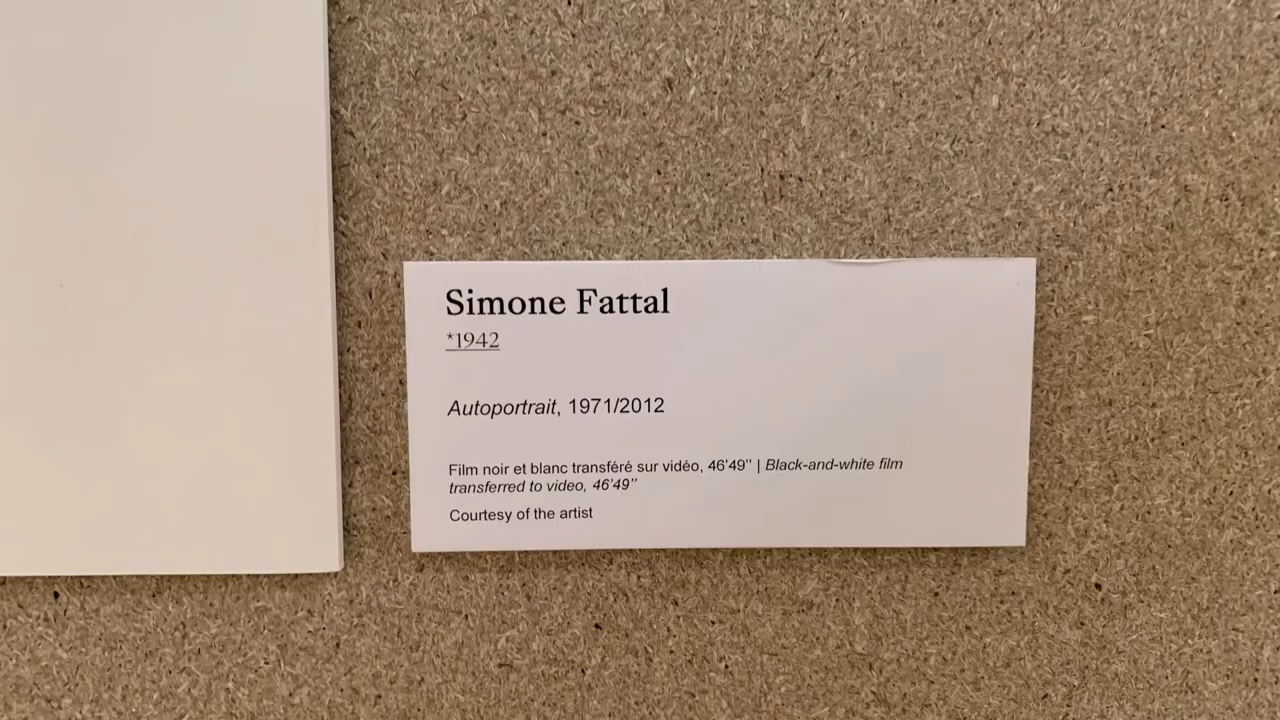 Simone Fattal
*1942
Autoportrait, 1971/2012
Film noir et blanc transféré sur vidéo, 46'49'' | Black-and-white film
transferred to video, 46'49''
Courtesy of the artist